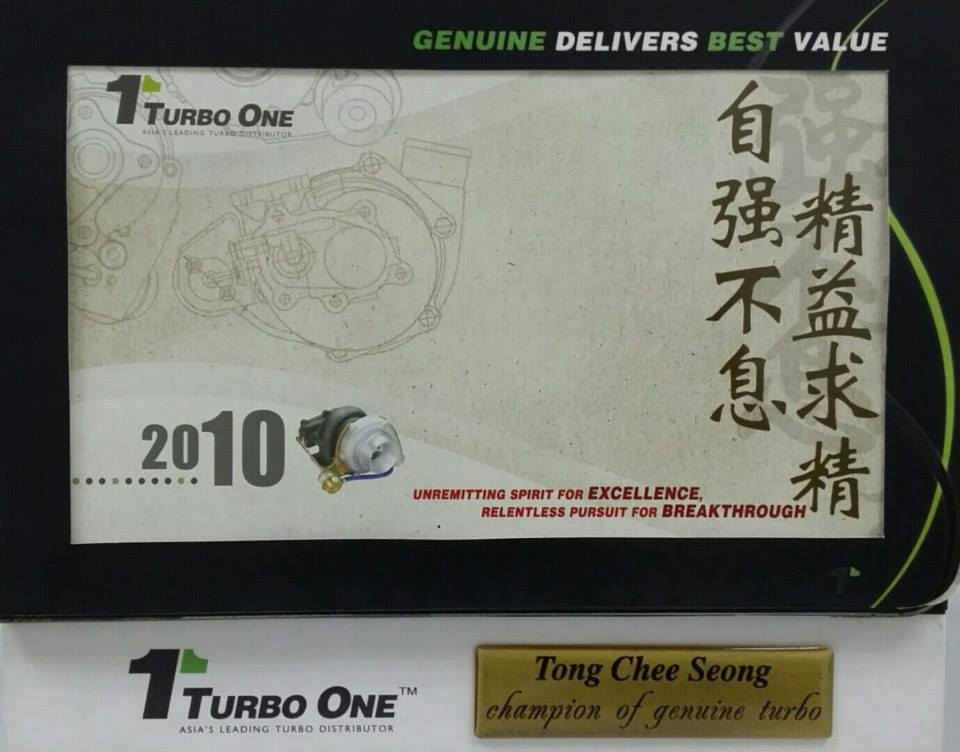 GENUINE DELIVERS BEST VALUE
1 TURBO ONE
ASIA'S LEADING TURBO DISTRIBUTOR
自强不息
精益求精
2010
UNREMITTING SPIRIT FOR EXCELLENCE,
RELENTLESS PURSUIT FOR BREAKTHROUGH
1 TURBO ONE™
ASIA'S LEADING TURBO DISTRIBUTOR
Tong Chee Seong
champion of genuine turbo